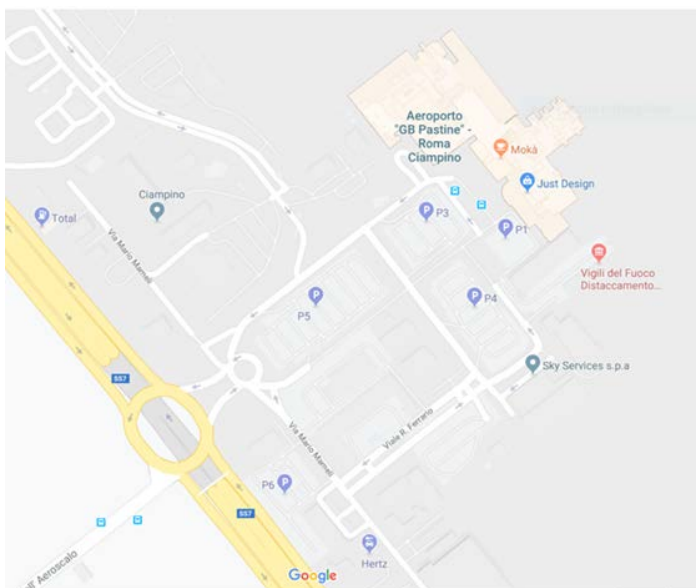 Aeroporto
"GB Pastine" -
Roma
Ciampino
Mokà
Just Design
Ciampino
Total
P3
P1
Via Mario Mameli
Vigili del Fuoco
Distaccamento...
P4
P5
Sky Services s.p.a
SS7
Viale R. Ferrario
Via Mario Mameli
P6
SS7
Hertz
Google
Aeroscalo